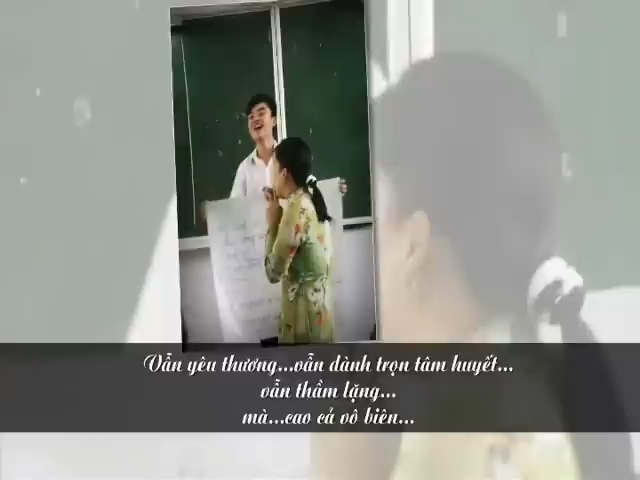 Vẫn yêu thương...vẫn dành trọn tâm huyết...
vẫn thầm lặng...
mà...cao cả vô biên...